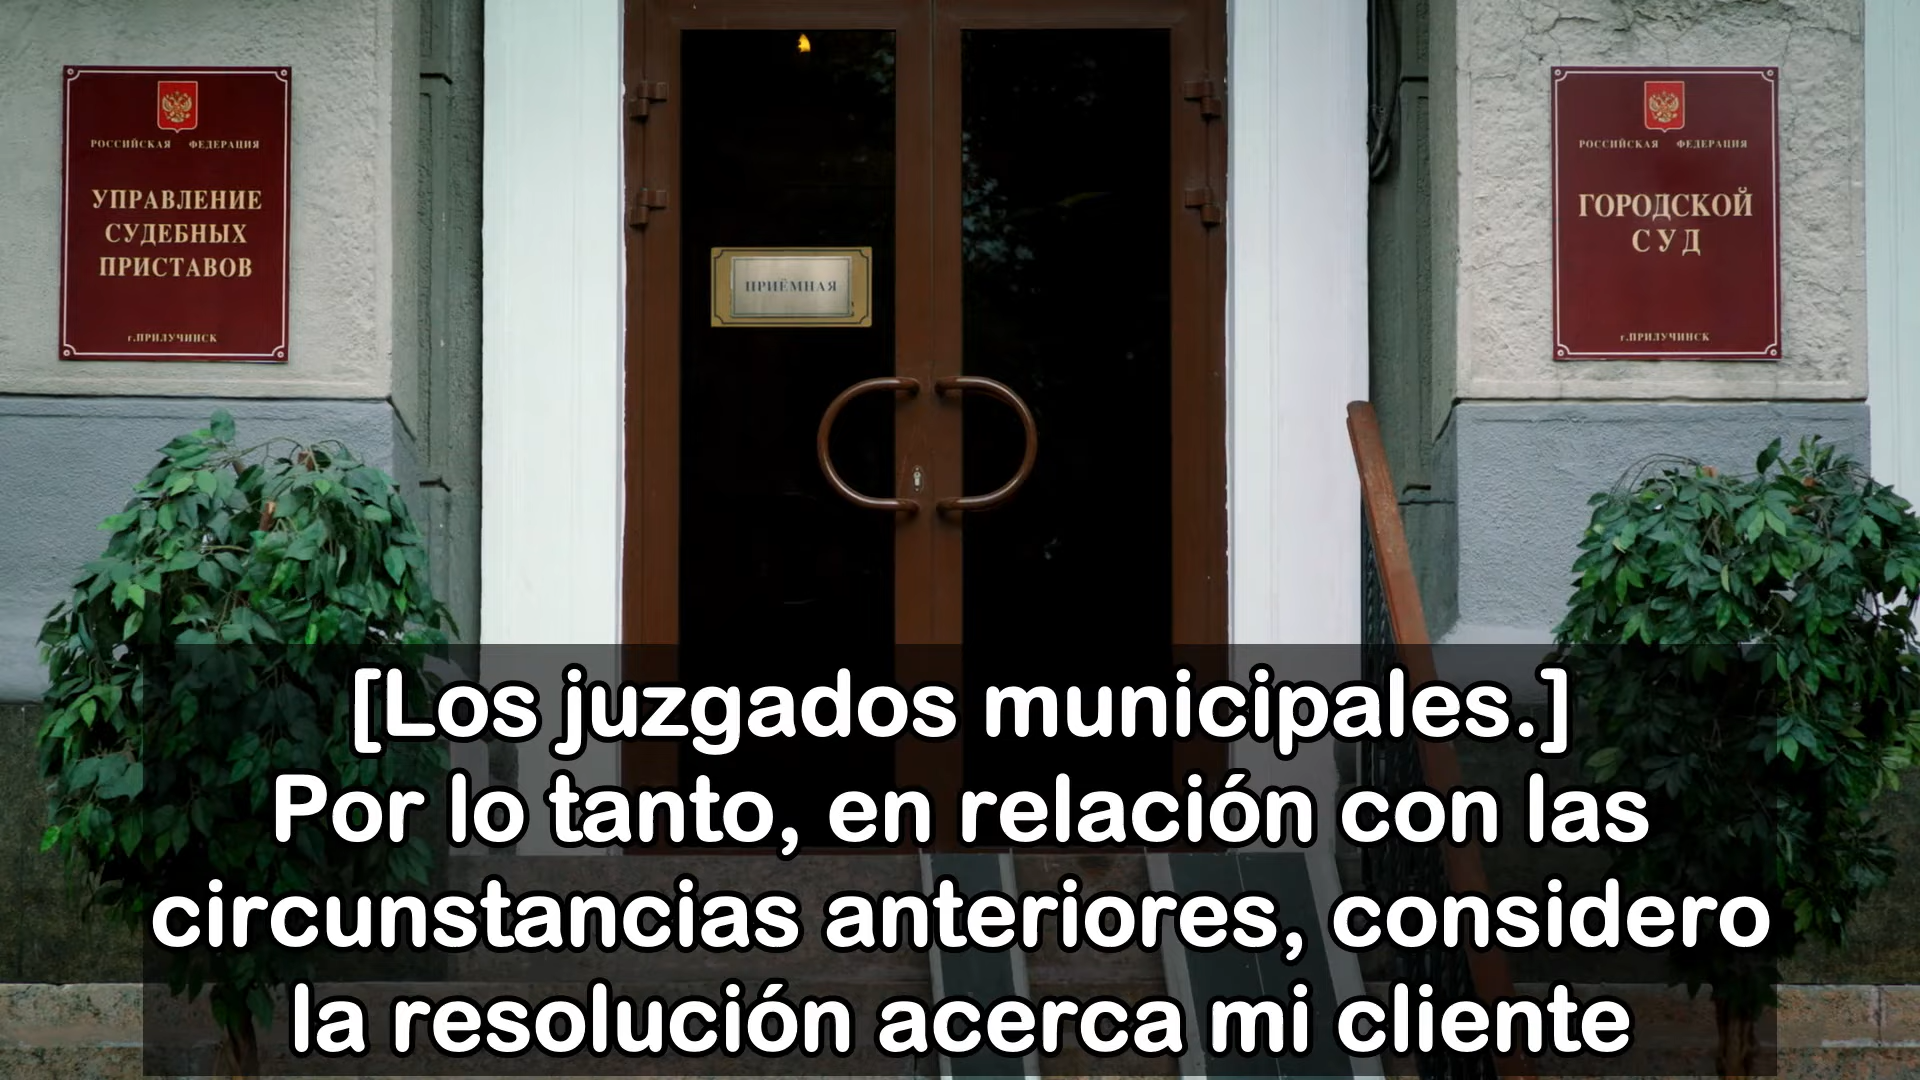 РОССИЙСКАЯ ФЕДЕРАЦИЯ
УПРАВЛЕНИЕ
СУДЕБНЫХ
ПРИСТАВОВ
г.ПРИЛУЧИНСК
ПРИЁМНАЯ
РОССИЙСКАЯ ФЕДЕРАЦИЯ
ГОРОДСКОЙ
СУД
г.ПРИЛУЧИНСК
[Los juzgados municipales.]
Por lo tanto, en relación con las
circunstancias anteriores, considero
la resolución acerca mi cliente